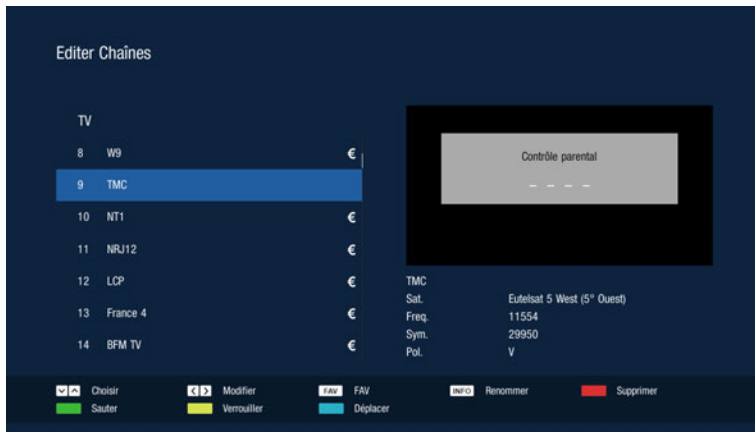 Editer Chaînes
TV
8 W9 €
9 TMC
10 NT1 €
11 NRJ12 €
12 LCP €
13 France 4 €
14 BFM TV €
Contrôle parental
_ _ _ _
TMC
Sat. Eutelsat 5 West (5° Ouest)
Freq. 11554
Sym. 29950
Pol. V
Choisir Modifier FAV FAV INFO Renommer Supprimer
Sauter Verrouiller Déplacer